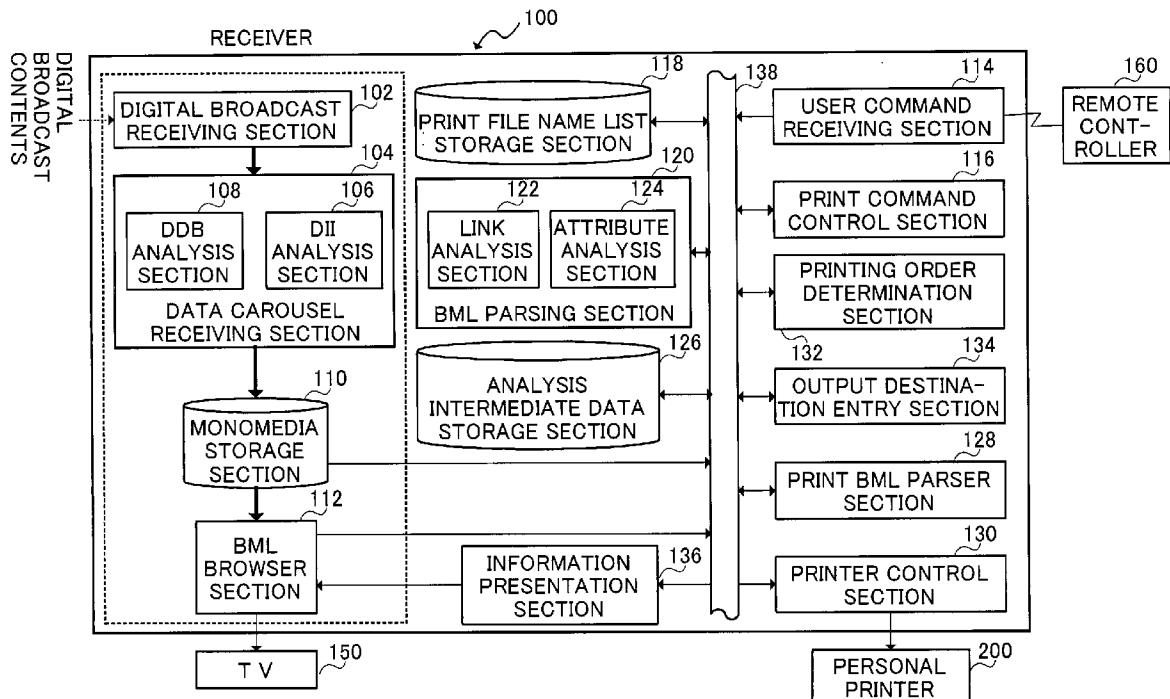 RECEIVER
100
DIGITAL
BROADCAST
CONTENTS
102
DIGITAL BROADCAST
RECEIVING SECTION
104
108
DDB
ANALYSIS
SECTION
106
DII
ANALYSIS
SECTION
DATA CAROUSEL
RECEIVING SECTION
110
MONOMEDIA
STORAGE
SECTION
112
BML
BROWSER
SECTION
T V
150
118
PRINT FILE NAME LIST
STORAGE SECTION
120
122
LINK
ANALYSIS
SECTION
124
ATTRIBUTE
ANALYSIS
SECTION
BML PARSING SECTION
126
ANALYSIS
INTERMEDIATE DATA
STORAGE SECTION
INFORMATION
PRESENTATION
SECTION
136
138
114
USER COMMAND
RECEIVING SECTION
160
REMOTE
CONT-
ROLLER
116
PRINT COMMAND
CONTROL SECTION
PRINTING ORDER
DETERMINATION
SECTION
132
134
OUTPUT DESTINA-
TION ENTRY SECTION
128
PRINT BML PARSER
SECTION
130
PRINTER CONTROL
SECTION
200
PERSONAL
PRINTER